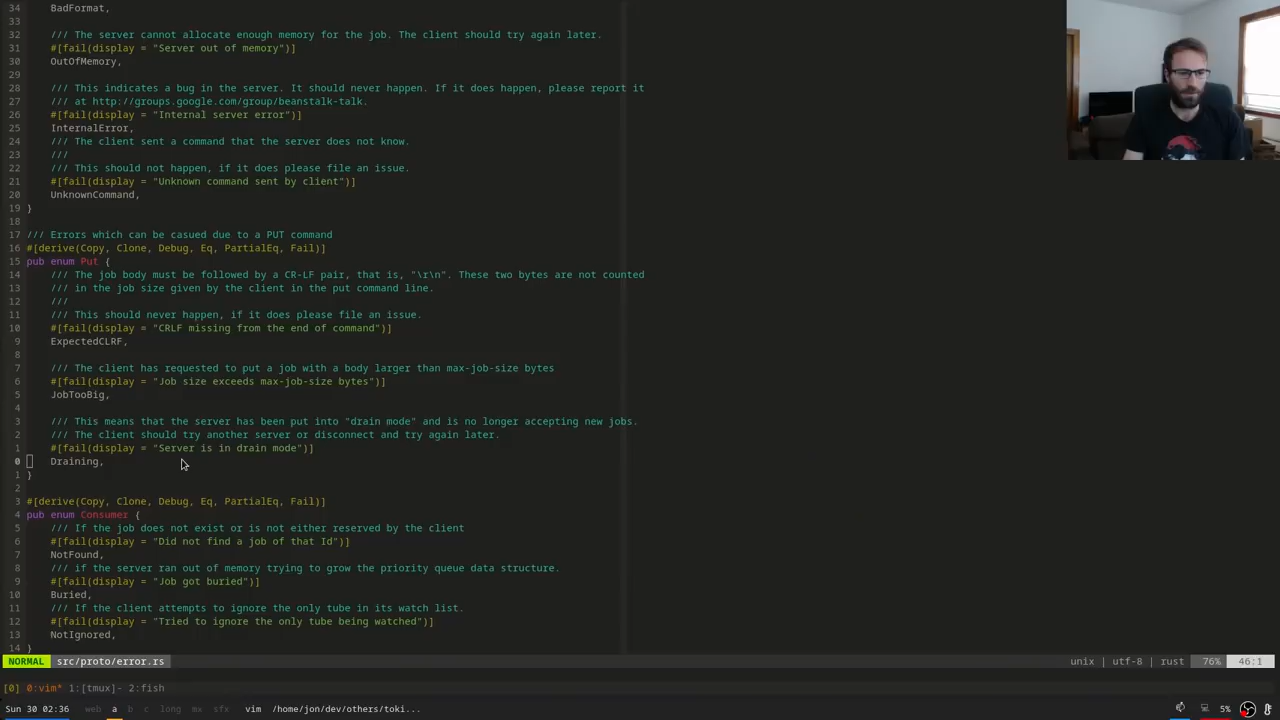 34     BadFormat,
33
32     /// The server cannot allocate enough memory for the job. The client should try again later.
31     #[fail(display = "Server out of memory")]
30     OutOfMemory,
29
28     /// This indicates a bug in the server. It should never happen. If it does happen, please report it
27     /// at http://groups.google.com/group/beanstalk-talk.
26     #[fail(display = "Internal server error")]
25     InternalError,
24     /// The client sent a command that the server does not know.
23     ///
22     /// This should not happen, if it does please file an issue.
21     #[fail(display = "Unknown command sent by client")]
20     UnknownCommand,
19 }
18
17 /// Errors which can be casued due to a PUT command
16 #[derive(Copy, Clone, Debug, Eq, PartialEq, Fail)]
15 pub enum Put {
14     /// The job body must be followed by a CR-LF pair, that is, "\r\n". These two bytes are not counted
13     /// in the job size given by the client in the put command line.
12     ///
11     /// This should never happen, if it does please file an issue.
10     #[fail(display = "CRLF missing from the end of command")]
9     ExpectedCLRF,
8
7     /// The client has requested to put a job with a body larger than max-job-size bytes
6     #[fail(display = "Job size exceeds max-job-size bytes")]
5     JobTooBig,
4
3     /// This means that the server has been put into "drain mode" and is no longer accepting new jobs.
2     /// The client should try another server or disconnect and try again later.
1     #[fail(display = "Server is in drain mode")]
0     Draining,
1 }
2
3 #[derive(Copy, Clone, Debug, Eq, PartialEq, Fail)]
4 pub enum Consumer {
5     /// If the job does not exist or is not either reserved by the client
6     #[fail(display = "Did not find a job of that Id")]
7     NotFound,
8     /// if the server ran out of memory trying to grow the priority queue data structure.
9     #[fail(display = "Job got buried")]
10     Buried,
11     /// If the client attempts to ignore the only tube in its watch list.
12     #[fail(display = "Tried to ignore the only tube being watched")]
13     NotIgnored,
14 }
NORMAL src/proto/error.rs unix | utf-8 | rust 76% 46:1
[0] 0:vim* 1:[tmux]- 2:fish
Sun 30 02:36 web a b c long mx sfx vim /home/jon/dev/others/toki... 5%